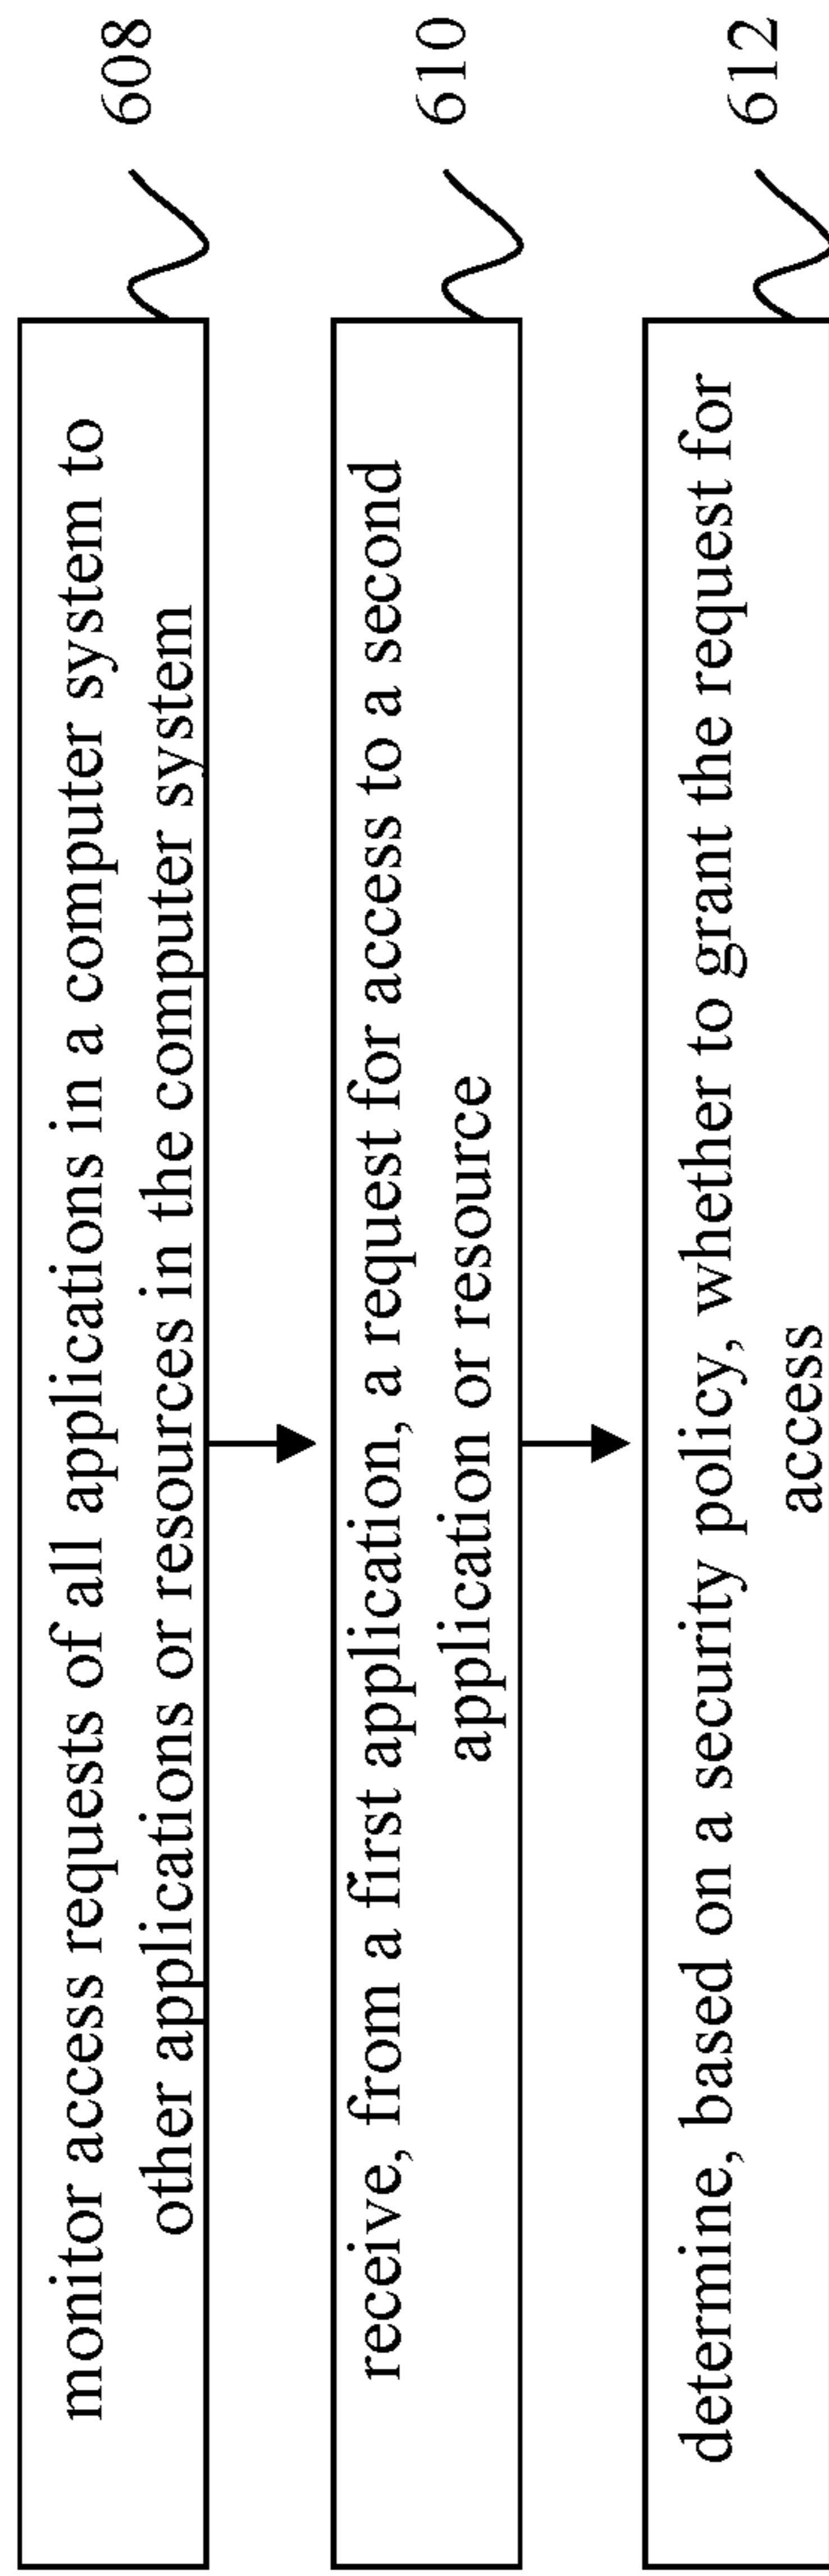 monitor access requests of all applications in a computer system to
other applications or resources in the computer system
608
receive, from a first application, a request for access to a second
application or resource
610
determine, based on a security policy, whether to grant the request for
access
612